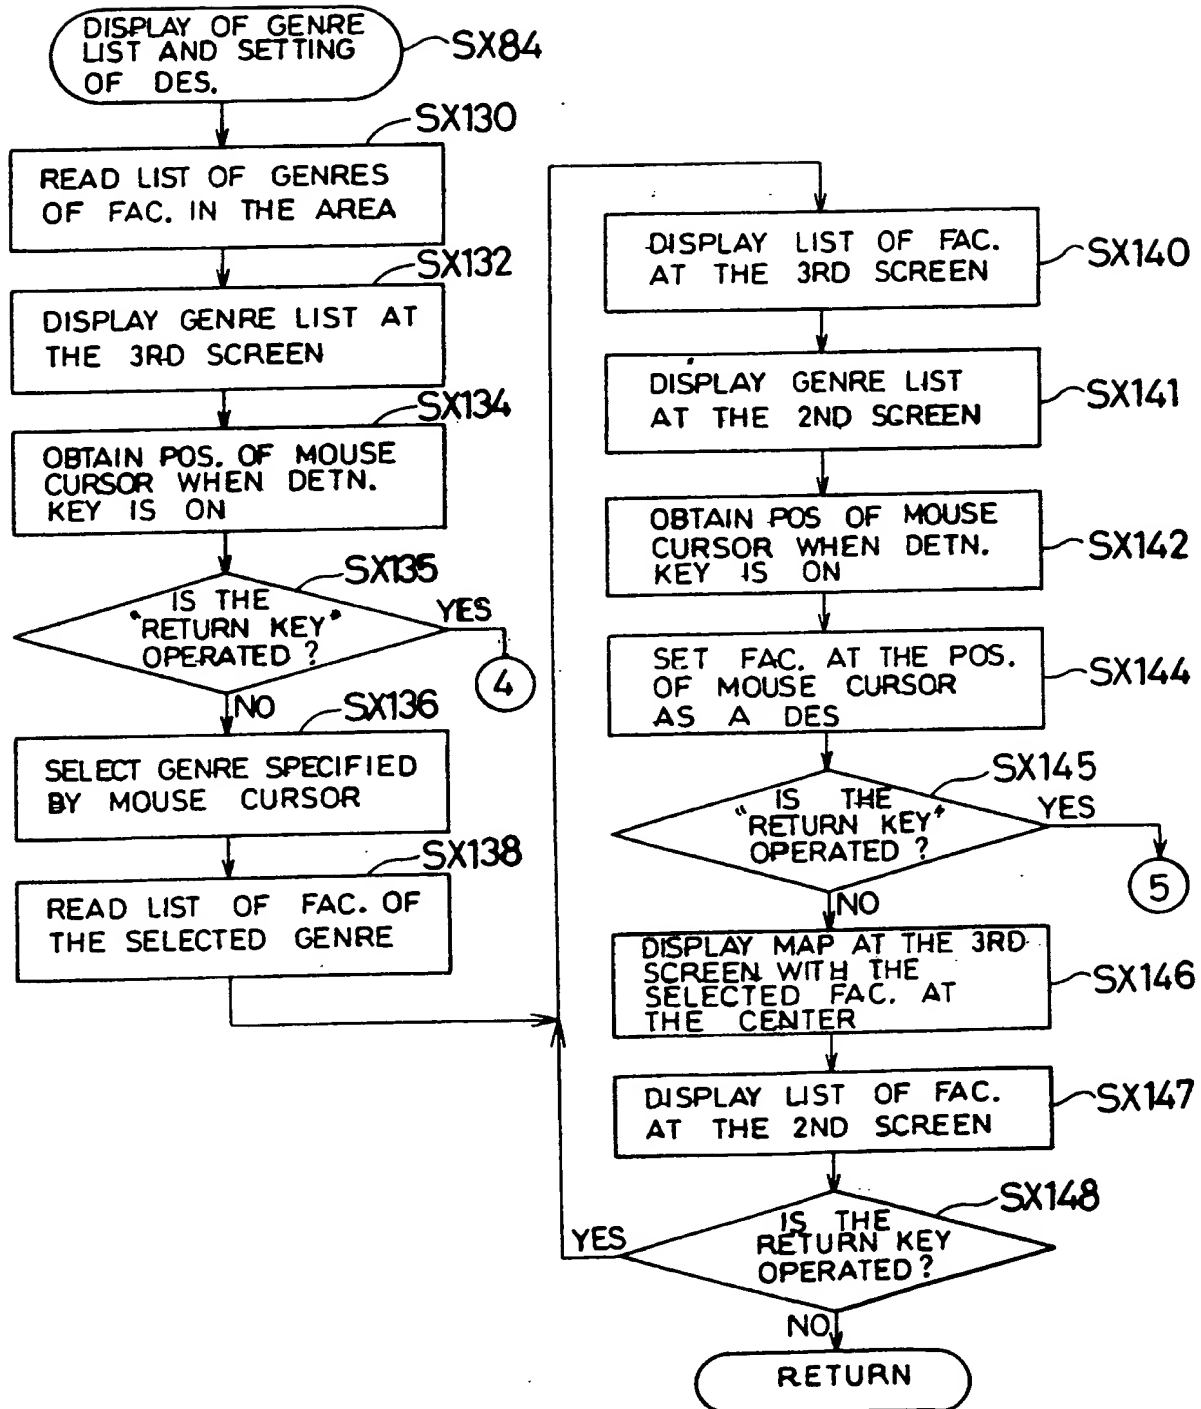 DISPLAY OF GENRE
LIST AND SETTING
OF DES.
SX84
SX130
READ LIST OF GENRES
OF FAC. IN THE AREA
SX132
DISPLAY GENRE LIST AT
THE 3RD SCREEN
SX134
OBTAIN POS. OF MOUSE
CURSOR WHEN DETN.
KEY IS ON
SX135
IS THE
"RETURN KEY"
OPERATED?
YES
4
NO
SX136
SELECT GENRE SPECIFIED
BY MOUSE CURSOR
SX138
READ LIST OF FAC. OF
THE SELECTED GENRE
DISPLAY LIST OF FAC.
AT THE 3RD SCREEN
SX140
DISPLAY GENRE LIST
AT THE 2ND SCREEN
SX141
OBTAIN POS OF MOUSE
CURSOR WHEN DETN.
KEY IS ON
SX142
SET FAC. AT THE POS.
OF MOUSE CURSOR
AS A DES
SX144
SX145
IS THE
"RETURN KEY"
OPERATED?
YES
5
NO
DISPLAY MAP AT THE 3RD
SCREEN WITH THE
SELECTED FAC. AT
THE CENTER
SX146
DISPLAY LIST OF FAC.
AT THE 2ND SCREEN
SX147
SX148
IS THE
RETURN KEY
OPERATED?
YES
NO
RETURN